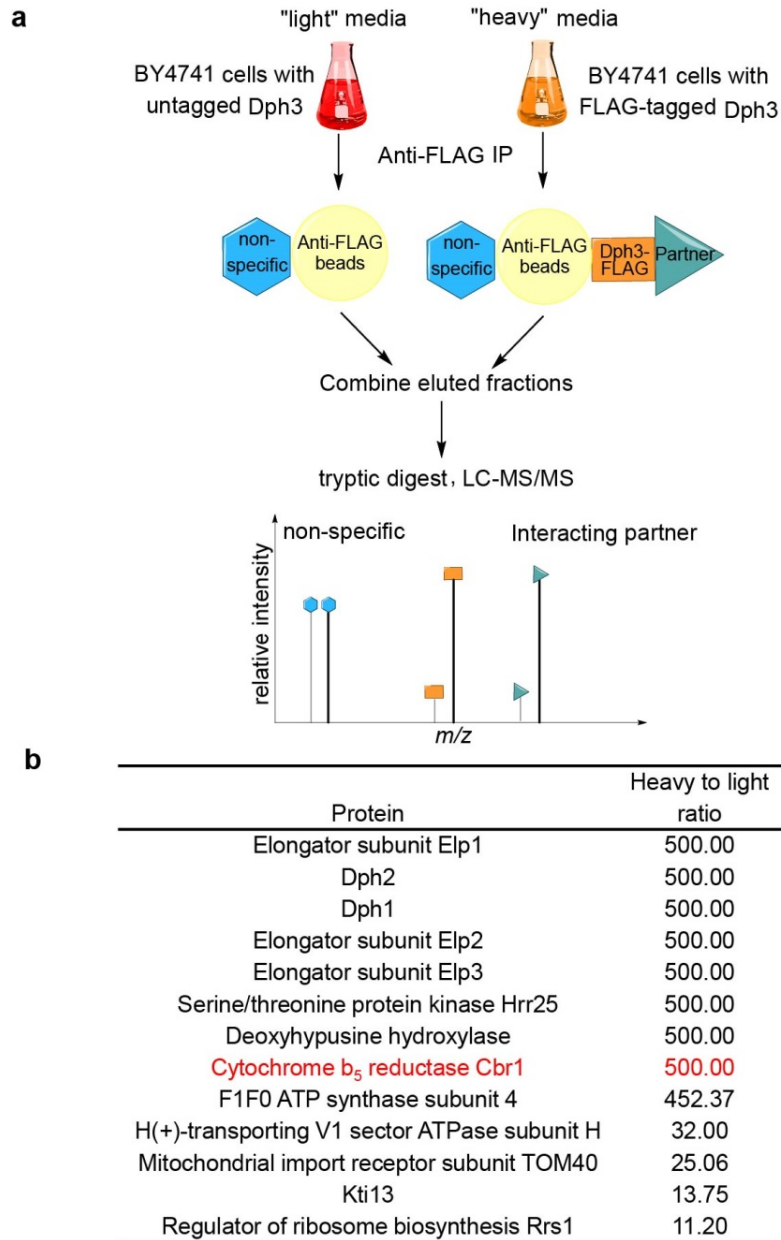 a
"light" media
"heavy" media
BY4741 cells with
untagged Dph3
BY4741 cells with
FLAG-tagged Dph3
Anti-FLAG IP
non-
specific
Anti-FLAG
beads
non-
specific
Anti-FLAG
beads
Dph3-
FLAG
Partner
Combine eluted fractions
tryptic digest, LC-MS/MS
non-specific
Interacting partner
relative intensity
m/z
b
Protein
Heavy to light
ratio
Elongator subunit Elp1 500.00
Dph2 500.00
Dph1 500.00
Elongator subunit Elp2 500.00
Elongator subunit Elp3 500.00
Serine/threonine protein kinase Hrr25 500.00
Deoxyhypusine hydroxylase 500.00
Cytochrome b₅ reductase Cbr1 500.00
F1F0 ATP synthase subunit 4 452.37
H(+)-transporting V1 sector ATPase subunit H 32.00
Mitochondrial import receptor subunit TOM40 25.06
Kti13 13.75
Regulator of ribosome biosynthesis Rrs1 11.20